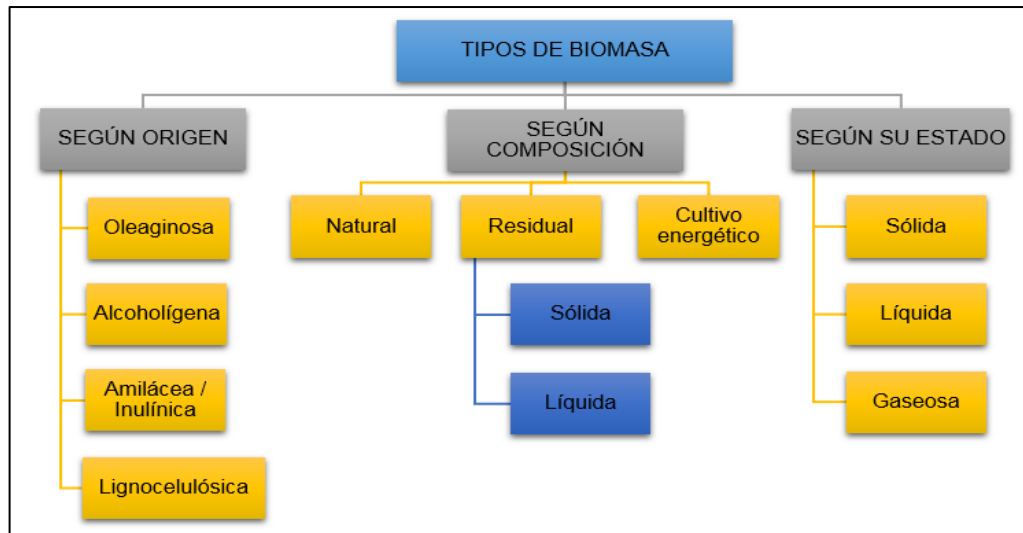 TIPOS DE BIOMASA
SEGÚN ORIGEN
Oleaginosa
Alcoholígena
Amilácea /
Inulínica
Lignocelulósica
SEGÚN
COMPOSICIÓN
Natural
Residual
Sólida
Líquida
Cultivo
energético
SEGÚN SU ESTADO
Sólida
Líquida
Gaseosa